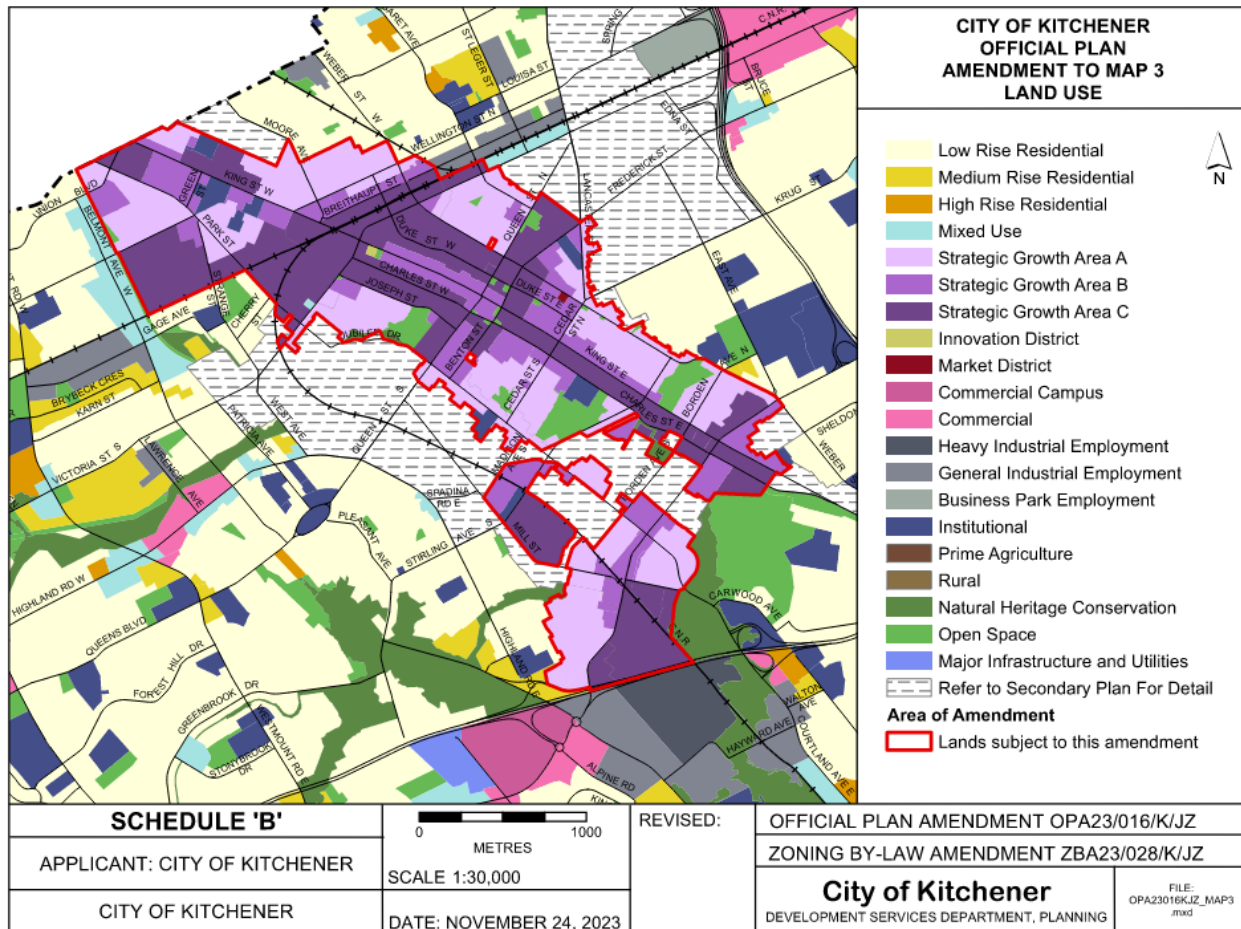 CITY OF KITCHENER
OFFICIAL PLAN
AMENDMENT TO MAP 3
LAND USE
N
Low Rise Residential
Medium Rise Residential
High Rise Residential
Mixed Use
Strategic Growth Area A
Strategic Growth Area B
Strategic Growth Area C
Innovation District
Market District
Commercial Campus
Commercial
Heavy Industrial Employment
General Industrial Employment
Business Park Employment
Institutional
Prime Agriculture
Rural
Natural Heritage Conservation
Open Space
Major Infrastructure and Utilities
Refer to Secondary Plan For Detail
Area of Amendment
Lands subject to this amendment
SPRING
C.N.R.
ST LEGER ST
LOUISA ST
WEBER ST W
MOORE AVE
WELLINGTON ST N
BRUCE ST
EDNA ST
FREDERICK ST
KRUG ST
UNION BLVD
GREEN ST
KING ST W
BREITHAUPT ST
QUEEN ST N
BELMONT AVE W
PARK ST
DUKE ST W
EAST AVE
STRANGE ST
CHERRY ST
GAGE AVE
CHARLES ST W
JOSEPH ST
DUKE ST E
CEDAR ST N
JUBILEE DR
BENTON ST
KING ST E
AVE N
BORDEN
CEDAR ST S
CHARLES ST E
SHELDON
WEBER
BRYBECK CRES
KARN ST
PATRICIA AVE
WEST AVE
QUEEN ST S
MADISON AVE S
VICTORIA ST S
LAWRENCE AVE
SPADINA RD E
PLEASANT AVE
STIRLING AVE S
MILL ST
HIGHLAND RD W
QUEENS BLVD
HIGHLAND RD E
C.N.R
CARWOOD AVE
FOREST HILL DR
GREENBROOK DR
STONYBROOK DR
WESTMOUNT RD E
WALTON AVE
HAYWARD AVE
COURTLAND AVE E
ALPINE RD
SCHEDULE 'B'
APPLICANT: CITY OF KITCHENER
CITY OF KITCHENER
0 1000
METRES
SCALE 1:30,000
DATE: NOVEMBER 24, 2023
REVISED:
OFFICIAL PLAN AMENDMENT OPA23/016/K/JZ
ZONING BY-LAW AMENDMENT ZBA23/028/K/JZ
City of Kitchener
DEVELOPMENT SERVICES DEPARTMENT, PLANNING
FILE:
OPA23016KJZ_MAP3
.mxd